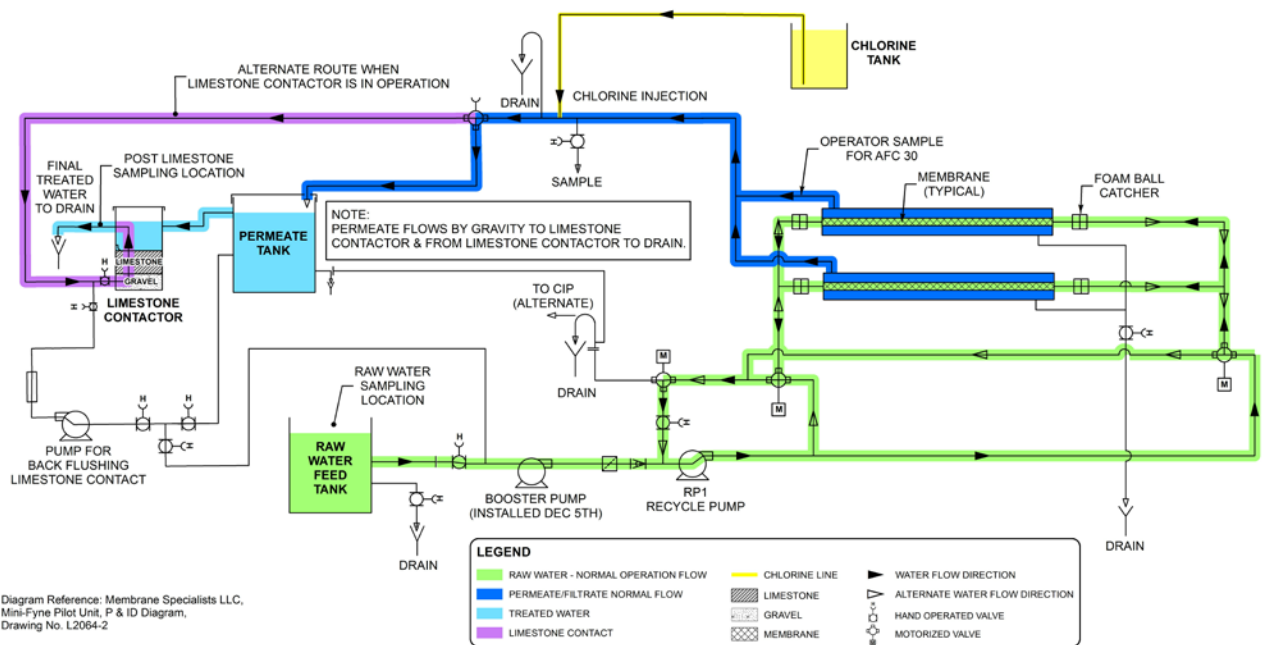 CHLORINE
TANK
ALTERNATE ROUTE WHEN
LIMESTONE CONTACTOR IS IN OPERATION
DRAIN
CHLORINE INJECTION
H
SAMPLE
OPERATOR SAMPLE
FOR AFC 30
MEMBRANE
(TYPICAL)
FOAM BALL
CATCHER
FINAL
TREATED
WATER
TO DRAIN
POST LIMESTONE
SAMPLING LOCATION
PERMEATE
TANK
NOTE:
PERMEATE FLOWS BY GRAVITY TO LIMESTONE
CONTACTOR & FROM LIMESTONE CONTACTOR TO DRAIN.
LIMESTONE
H
GRAVEL
LIMESTONE
CONTACTOR
H
TO CIP
(ALTERNATE)
DRAIN
M
M
M
H
H
RAW WATER
SAMPLING
LOCATION
H
H
H
H
PUMP FOR
BACK FLUSHING
LIMESTONE CONTACT
RAW
WATER
FEED
TANK
H
BOOSTER PUMP
(INSTALLED DEC 5TH)
RP1
RECYCLE PUMP
DRAIN
DRAIN
LEGEND
RAW WATER - NORMAL OPERATION FLOW
PERMEATE/FILTRATE NORMAL FLOW
TREATED WATER
LIMESTONE CONTACT
CHLORINE LINE
LIMESTONE
GRAVEL
MEMBRANE
WATER FLOW DIRECTION
ALTERNATE WATER FLOW DIRECTION
HAND OPERATED VALVE
MOTORIZED VALVE
Diagram Reference: Membrane Specialists LLC,
Mini-Fyne Pilot Unit, P & ID Diagram,
Drawing No. L2064-2